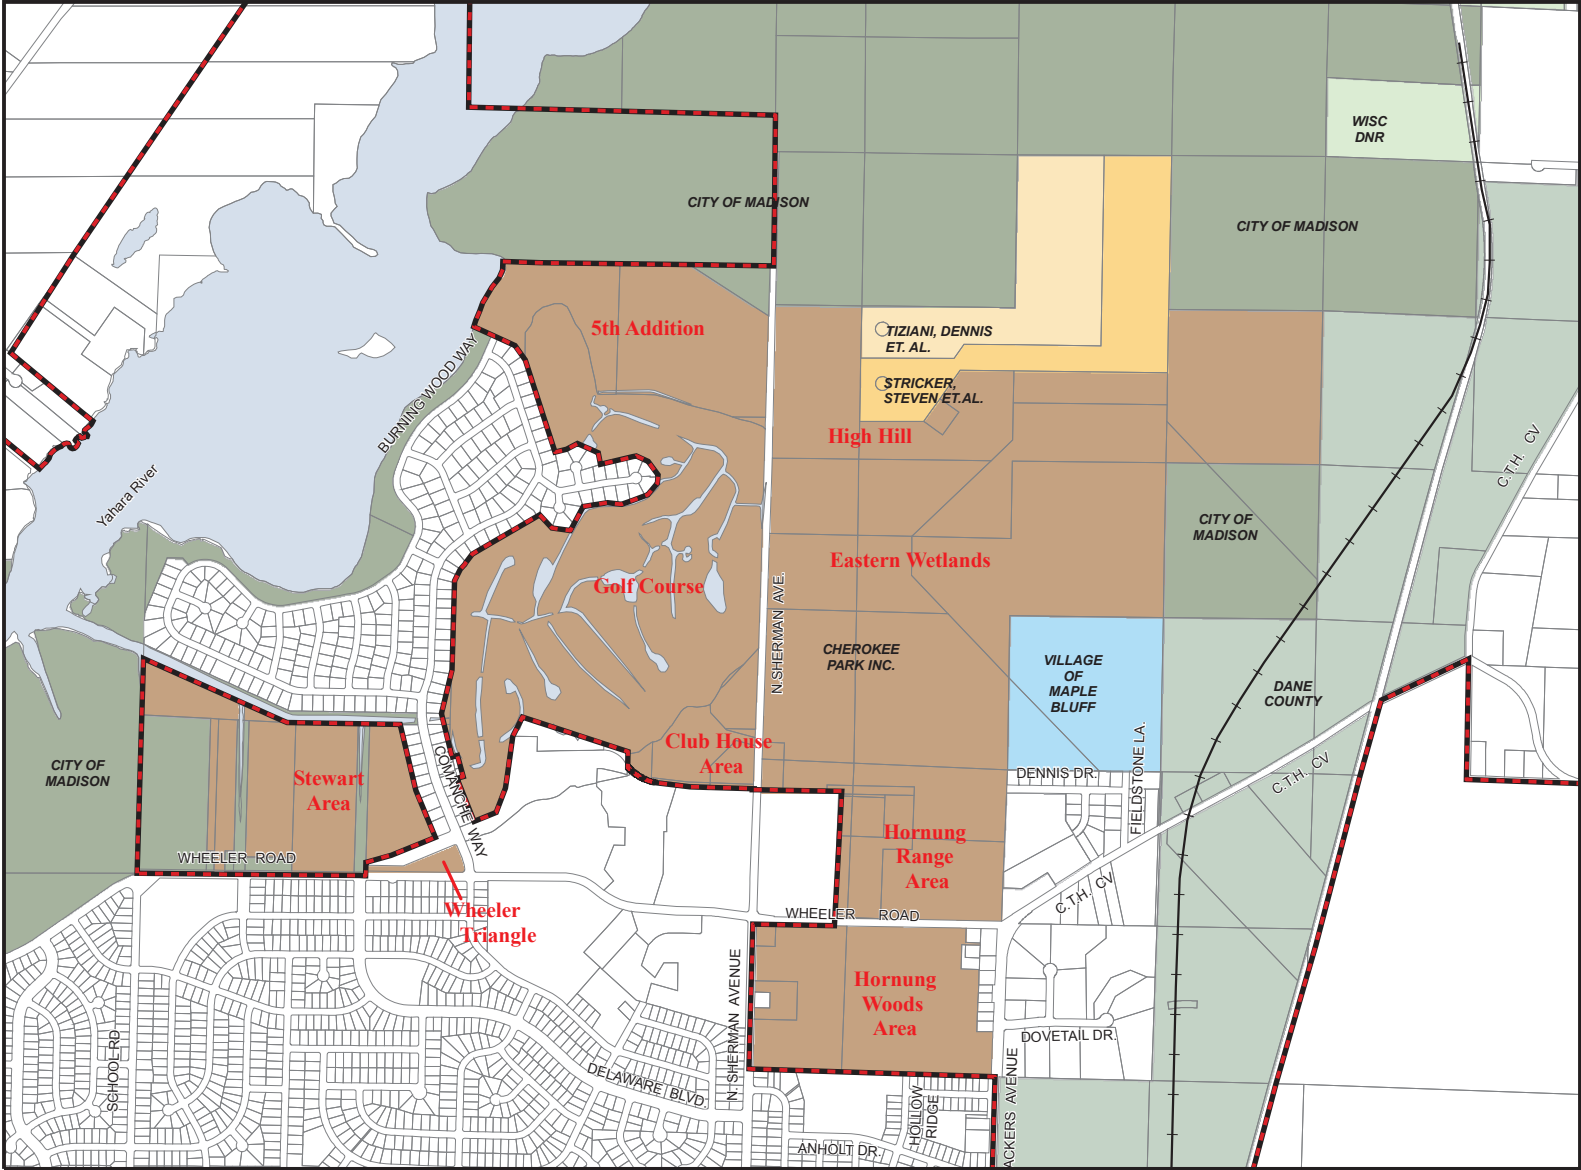 WISC
DNR
CITY OF MADISON
CITY OF MADISON
5th Addition
TIZIANI, DENNIS
ET. AL.
BURNING WOOD WAY
STRICKER,
STEVEN ET.AL.
High Hill
C.T.H. CV
Yahara River
CITY OF
MADISON
Eastern Wetlands
Golf Course
N.SHERMAN AVE.
CHEROKEE
PARK INC.
VILLAGE
OF
MAPLE
BLUFF
DANE
COUNTY
Club House
Area
CITY OF
MADISON
Stewart
Area
COMANCHE WAY
DENNIS DR.
FIELDSTONE LA.
C.T.H. CV
Hornung
Range
Area
WHEELER ROAD
C.T.H. CV
Wheeler
Triangle
WHEELER ROAD
Hornung
Woods
Area
N. SHERMAN AVENUE
DOVETAIL DR.
SCHOOL RD
DELAWARE BLVD.
HOLLOW
RIDGE
ACKERS AVENUE
ANHOLT DR.